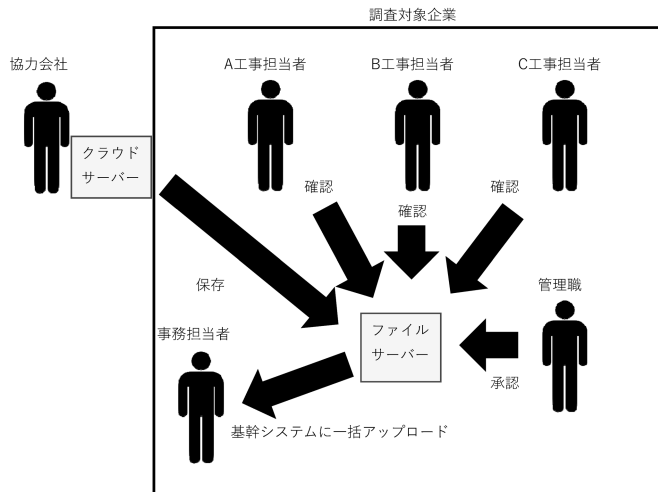 調査対象企業
協力会社
A工事担当者
B工事担当者
C工事担当者
クラウド
サーバー
確認
確認
確認
保存
管理職
事務担当者
ファイル
サーバー
承認
基幹システムに一括アップロード